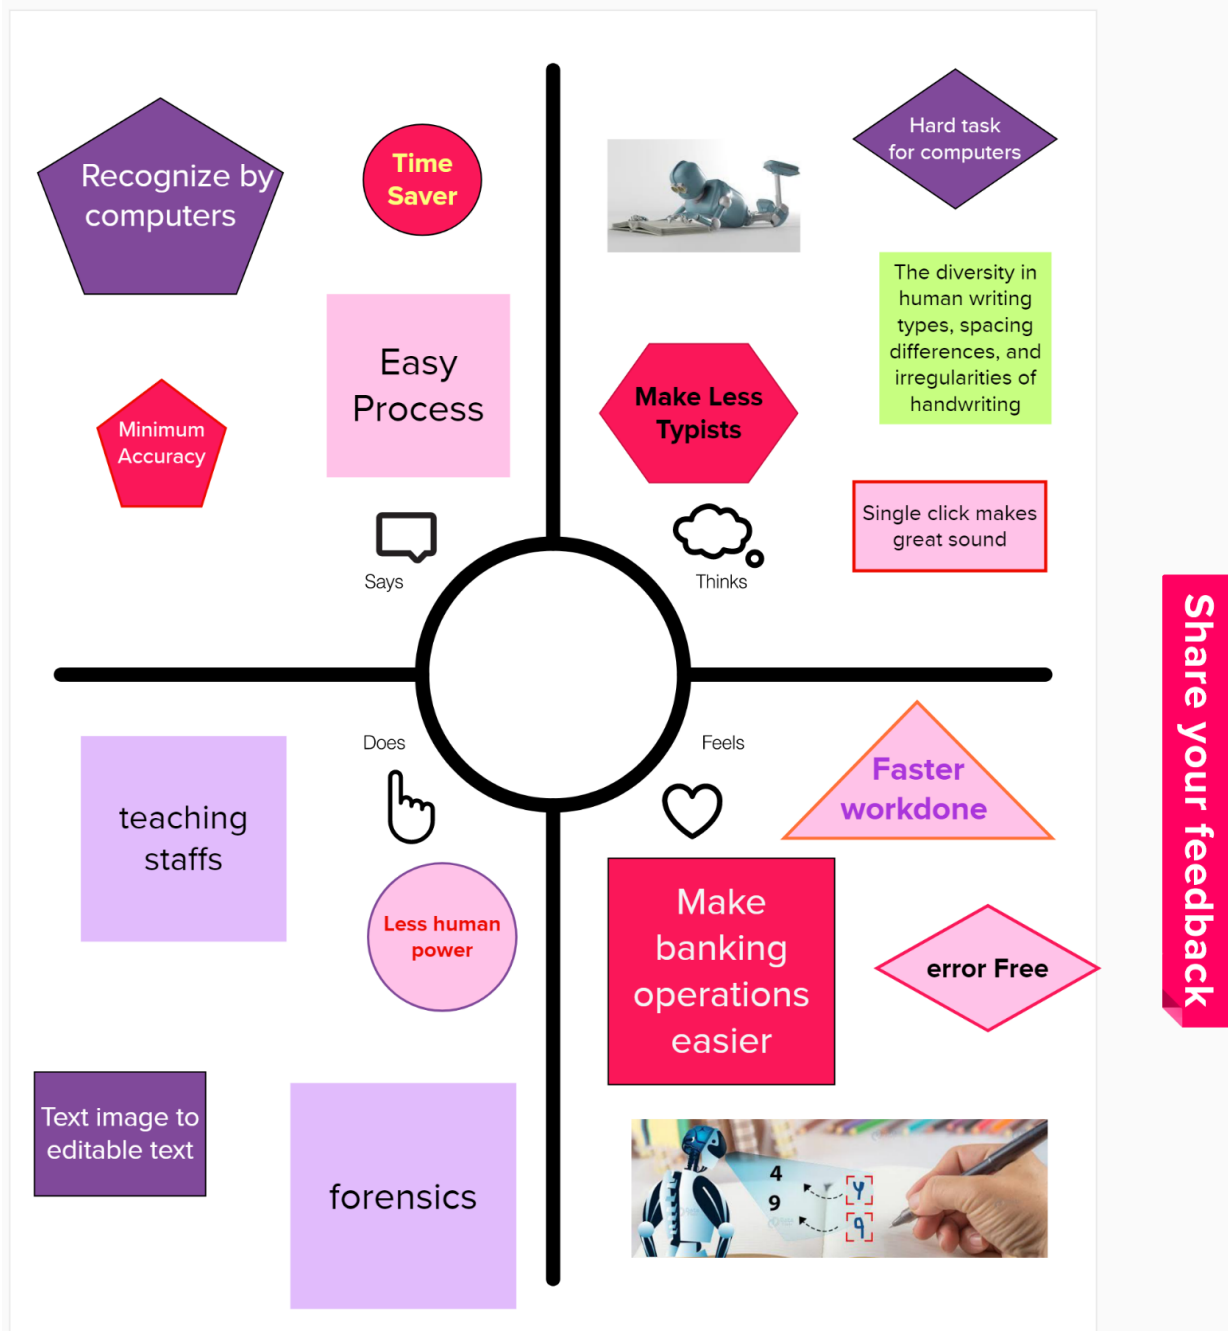 Recognize by
computers
Time
Saver
Easy
Process
Minimum
Accuracy
Says
Hard task
for computers
The diversity in
human writing
types, spacing
differences, and
irregularities of
handwriting
Make Less
Typists
Single click makes
great sound
Thinks
Does
teaching
staffs
Less human
power
Text image to
editable text
forensics
Feels
Faster
workdone
Make
banking
operations
easier
error Free
4
9
4
9
Share your feedback